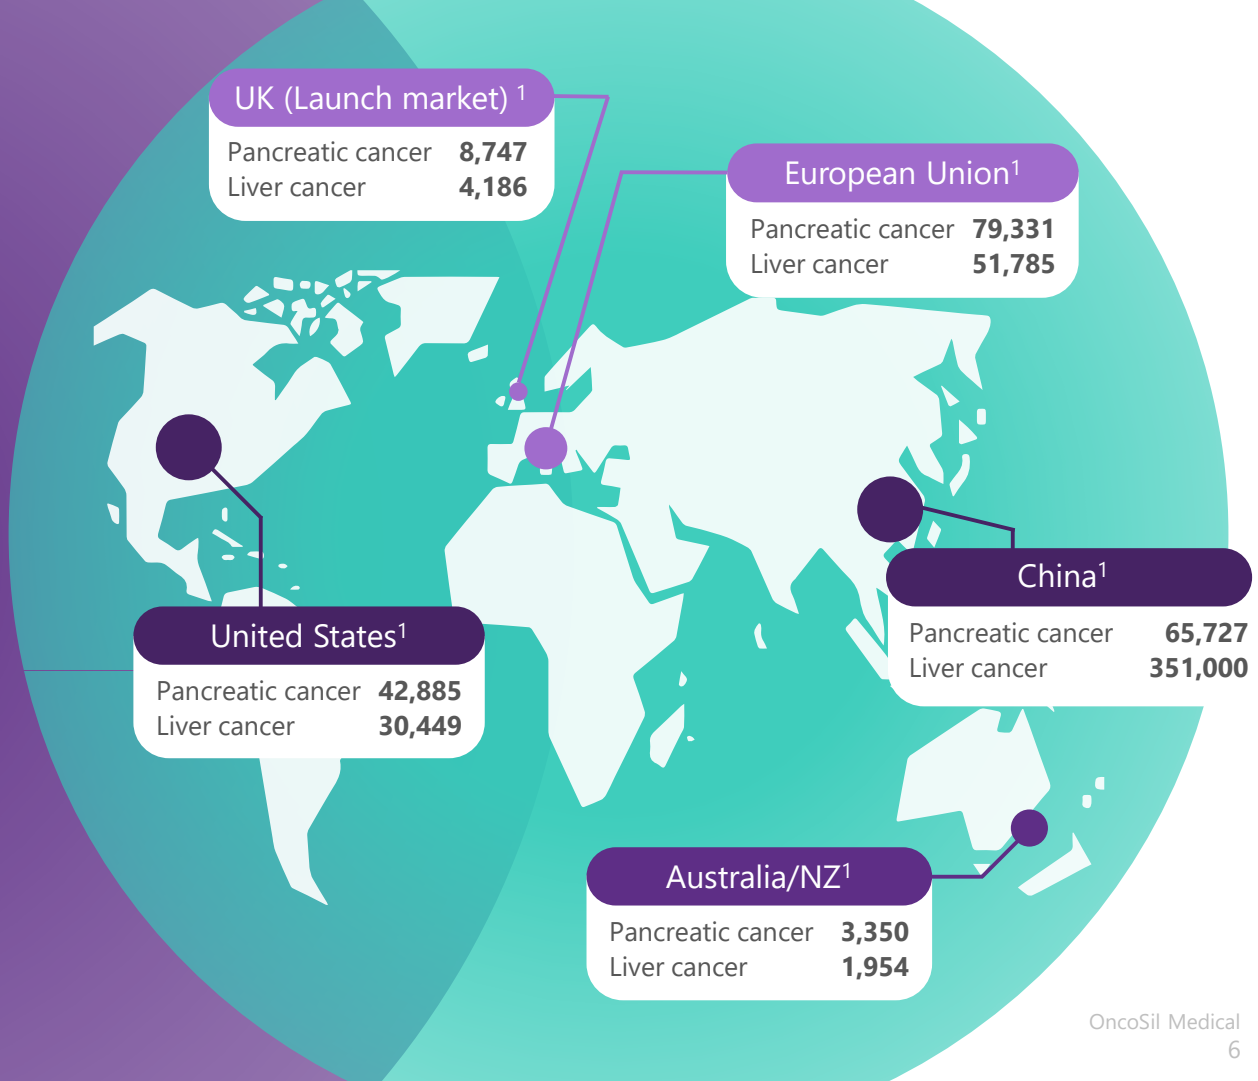 UK (Launch market) 1
Pancreatic cancer 8,747
Liver cancer 4,186
European Union1
Pancreatic cancer 79,331
Liver cancer 51,785
China1
Pancreatic cancer 65,727
Liver cancer 351,000
United States1
Pancreatic cancer 42,885
Liver cancer 30,449
Australia/NZ1
Pancreatic cancer 3,350
Liver cancer 1,954
OncoSil Medical
6